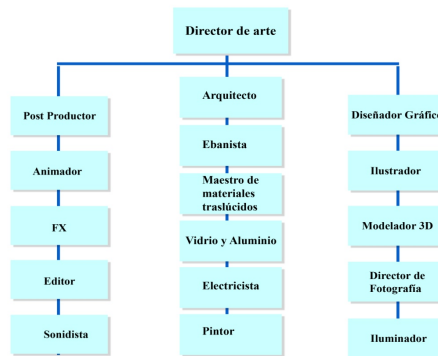 Director de arte
Post Productor
Animador
FX
Editor
Sonidista
Arquitecto
Ebanista
Maestro de
materiales
traslúcidos
Vidrio y Aluminio
Electricista
Pintor
Diseñador Gráfico
Ilustrador
Modelador 3D
Director de
Fotografía
Iluminador